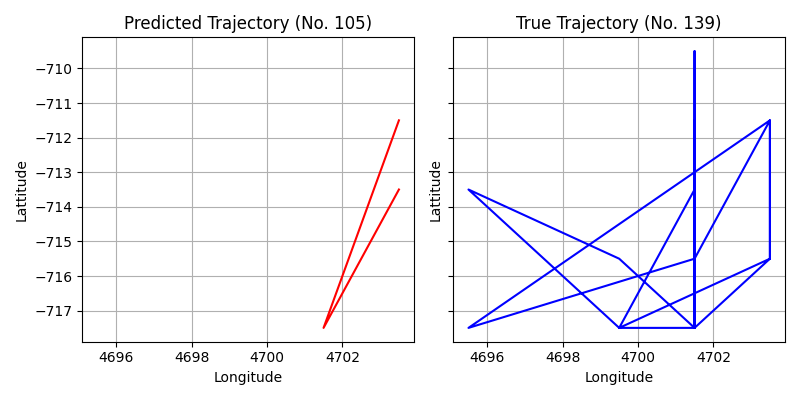 Predicted Trajectory (No. 105)
True Trajectory (No. 139)
−710
−711
−712
−713
−714
−715
−716
−717
Lattitude
Lattitude
4696 4698 4700 4702
4696 4698 4700 4702
Longitude
Longitude